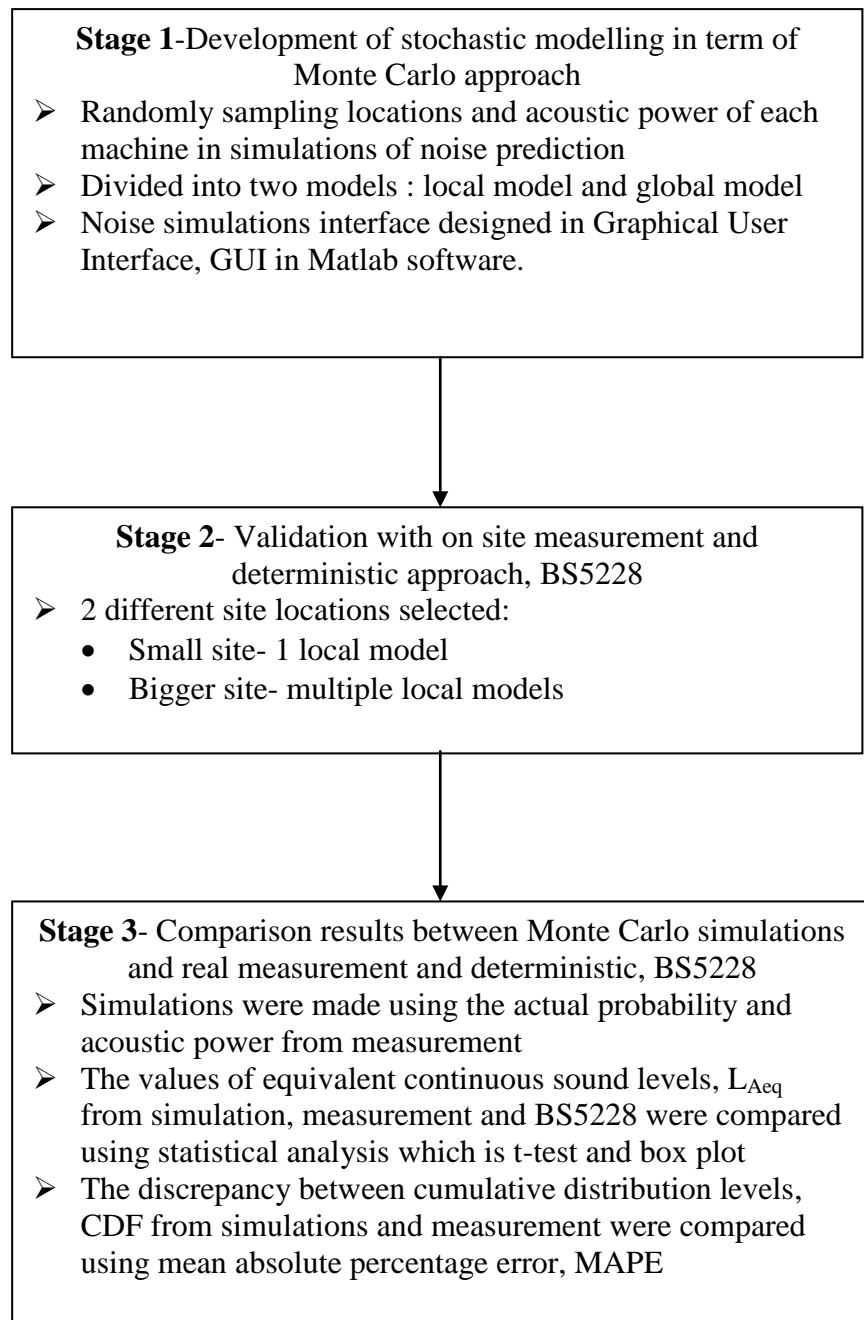 Stage 1-Development of stochastic modelling in term of
Monte Carlo approach
➢ Randomly sampling locations and acoustic power of each
machine in simulations of noise prediction
➢ Divided into two models : local model and global model
➢ Noise simulations interface designed in Graphical User
Interface, GUI in Matlab software.
Stage 2- Validation with on site measurement and
deterministic approach, BS5228
➢ 2 different site locations selected:
• Small site- 1 local model
• Bigger site- multiple local models
Stage 3- Comparison results between Monte Carlo simulations
and real measurement and deterministic, BS5228
➢ Simulations were made using the actual probability and
acoustic power from measurement
➢ The values of equivalent continuous sound levels, LAeq
from simulation, measurement and BS5228 were compared
using statistical analysis which is t-test and box plot
➢ The discrepancy between cumulative distribution levels,
CDF from simulations and measurement were compared
using mean absolute percentage error, MAPE